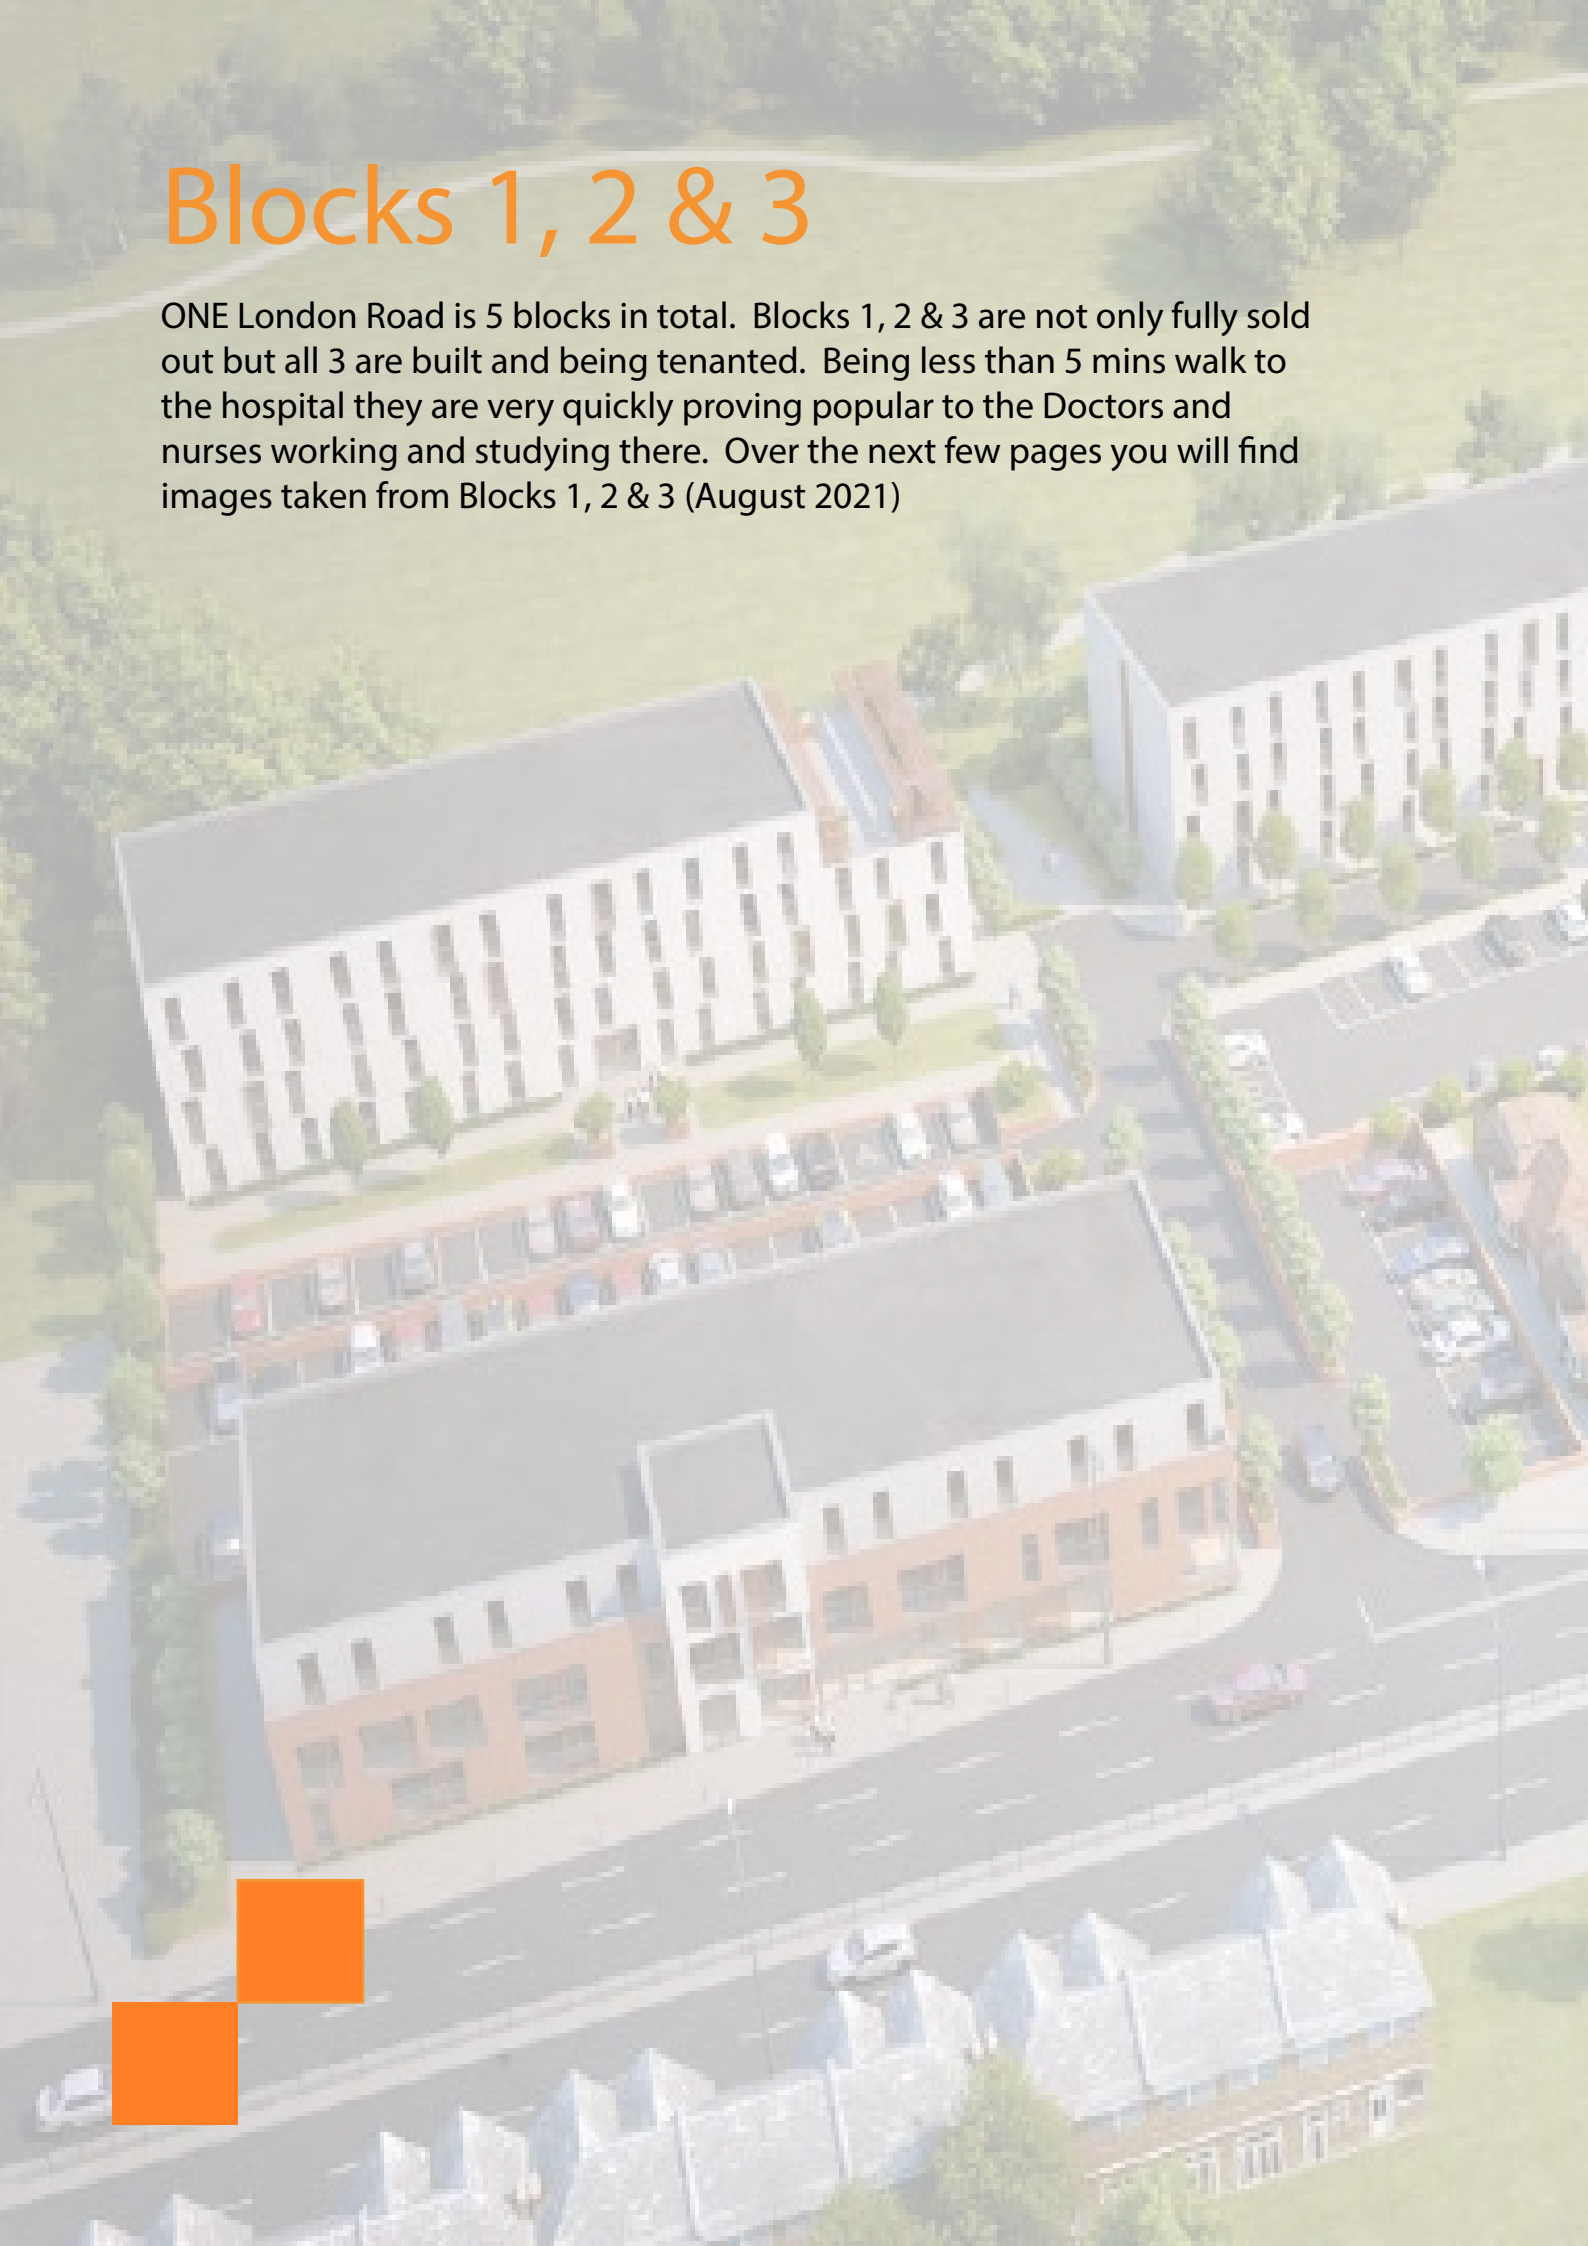 Blocks 1, 2 & 3
ONE London Road is 5 blocks in total.  Blocks 1, 2 & 3 are not only fully sold
out but all 3 are built and being tenanted.  Being less than 5 mins walk to
the hospital they are very quickly proving popular to the Doctors and
nurses working and studying there.  Over the next few pages you will find
images taken from Blocks 1, 2 & 3 (August 2021)